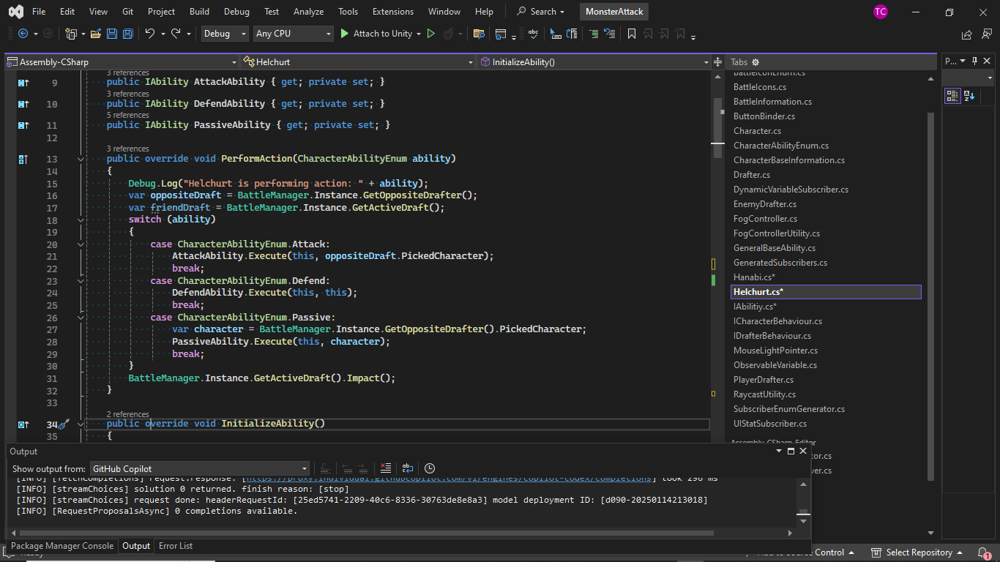 File Edit View Git Project Build Debug Test Analyze Tools Extensions Window Help Search MonsterAttack TC
Debug Any CPU Attach to Unity
Assembly-CSharp Helchurt InitializeAbility() Tabs
3 references
9 public IAbility AttackAbility { get; private set; }
3 references
10 public IAbility DefendAbility { get; private set; }
5 references
11 public IAbility PassiveAbility { get; private set; }
12
3 references
13 public override void PerformAction(CharacterAbilityEnum ability)
14 {
15 Debug.Log("Helchurt is performing action: " + ability);
16 var oppositeDraft = BattleManager.Instance.GetOppositeDrafter();
17 var friendDraft = BattleManager.Instance.GetActiveDraft();
18 switch (ability)
19 {
20 case CharacterAbilityEnum.Attack:
21 AttackAbility.Execute(this, oppositeDraft.PickedCharacter);
22 break;
23 case CharacterAbilityEnum.Defend:
24 DefendAbility.Execute(this, this);
25 break;
26 case CharacterAbilityEnum.Passive:
27 var character = BattleManager.Instance.GetOppositeDrafter().PickedCharacter;
28 PassiveAbility.Execute(this, character);
29 break;
30 }
31 BattleManager.Instance.GetActiveDraft().Impact();
32 }
33
2 references
34 public override void InitializeAbility()
35 {
BattleIconEnum.cs
BattleIcons.cs
BattleInformation.cs
ButtonBinder.cs
Character.cs
CharacterAbilityEnum.cs
CharacterBaseInformation.cs
Drafter.cs
DynamicVariableSubscriber.cs
EnemyDrafter.cs
FogController.cs
FogControllerUtility.cs
GeneralBaseAbility.cs
GeneratedSubscribers.cs
Hanabi.cs*
Helchurt.cs*
IAbilitiy.cs*
ICharacterBehaviour.cs
IDrafterBehaviour.cs
MouseLightPointer.cs
ObservableVariable.cs
PlayerDrafter.cs
RaycastUtility.cs
SubscriberEnumGenerator.cs
UIStatSubscriber.cs
Assembly-CSharp-Editor
tor.cs
ver.cs
P...
Output
Show output from: GitHub Copilot
[INFO] [fetchCompletions] request.response: [https://proxy.individual.githubcopilot.com/v1/engines/copilot-codex/completions] took 296 ms
[INFO] [streamChoices] solution 0 returned. finish reason: [stop]
[INFO] [streamChoices] request done: headerRequestId: [25ed5741-2209-40c6-8336-30763de8e8a3] model deployment ID: [d090-20250114213018]
[INFO] [RequestProposalsAsync] 0 completions available.
Package Manager Console Output Error List
Ready Add to Source Control Select Repository 1